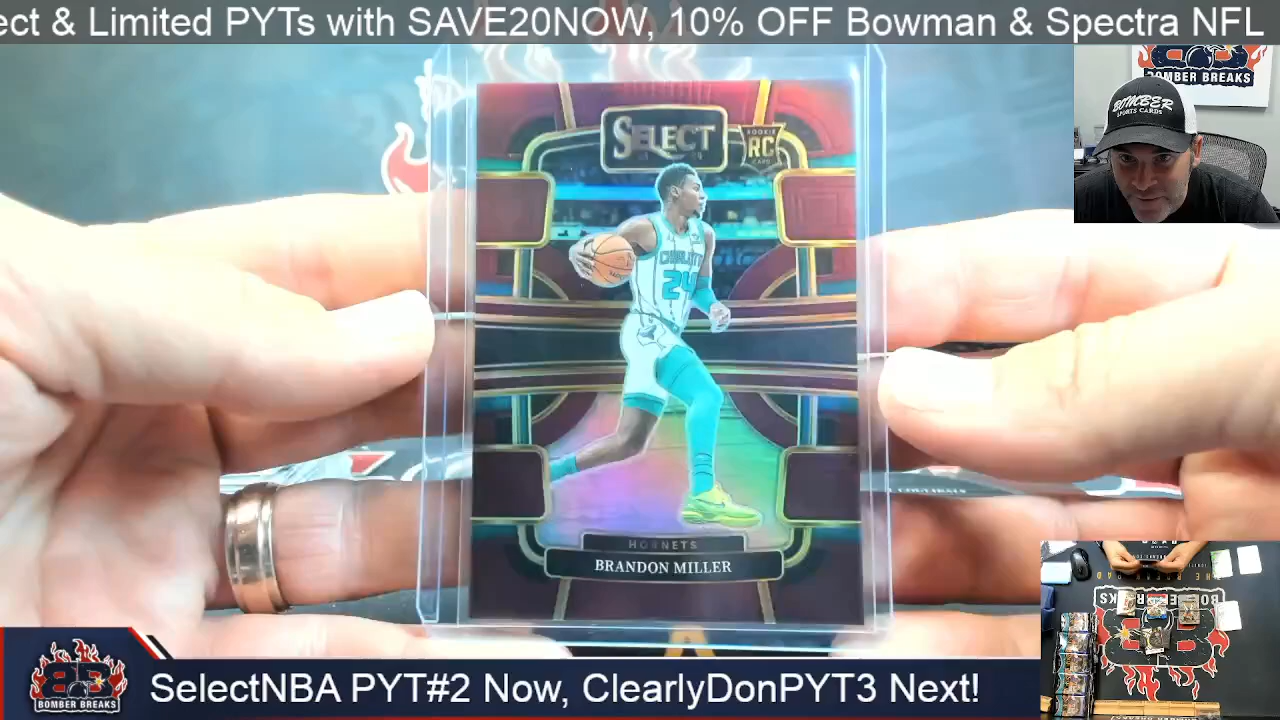 ect & Limited PYTs with SAVE20NOW, 10% OFF Bowman & Spectra NFL
BOMBER BREAKS
BOMBER
SPORTS CARDS
SELECT
ROOKIE
RC
CARD
CHARLOTTE
24
HORNETS
BRANDON MILLER
BOMBER BREAKS
SelectNBA PYT#2 Now, ClearlyDonPYT3 Next!